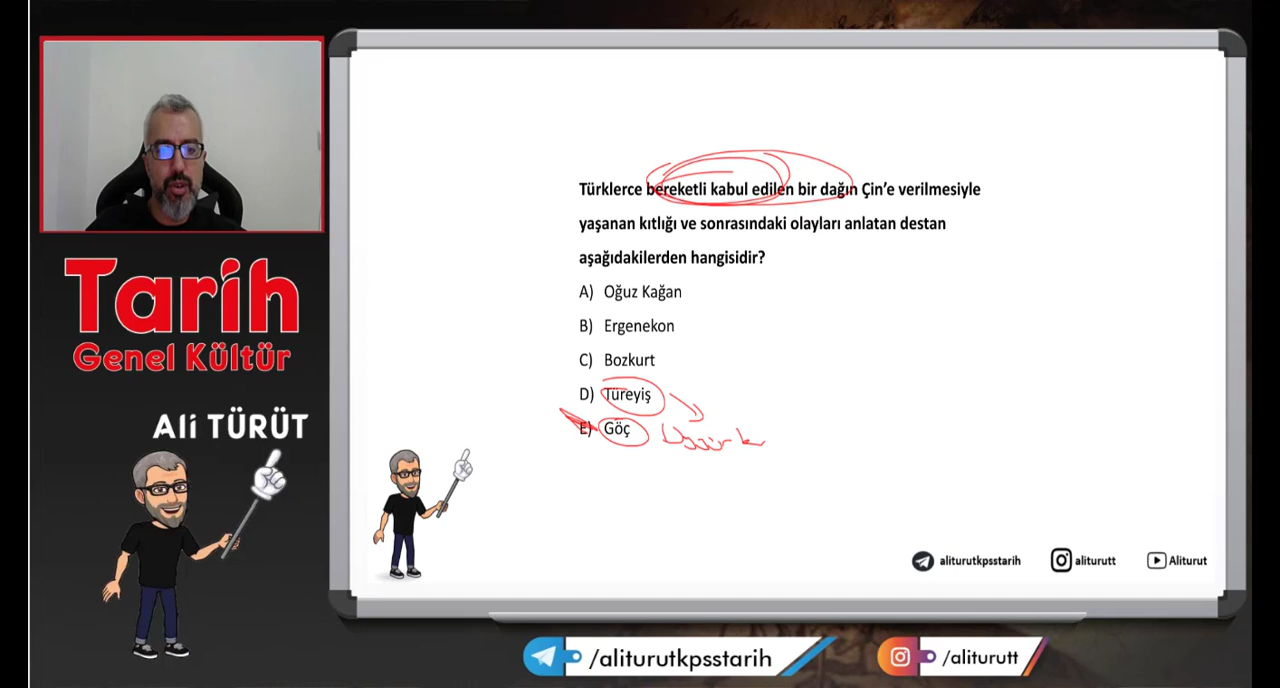 Tarih
Genel Kültür
Ali TÜRÜT
Türklerce bereketli kabul edilen bir dağın Çin'e verilmesiyle
yaşanan kıtlığı ve sonrasındaki olayları anlatan destan
aşağıdakilerden hangisidir?
A) Oğuz Kağan
B) Ergenekon
C) Bozkurt
D) Türeyiş
E) Göç
aliturutkpsstarih
aliturutt
Aliturut
/aliturutkpsstarih
/aliturutt